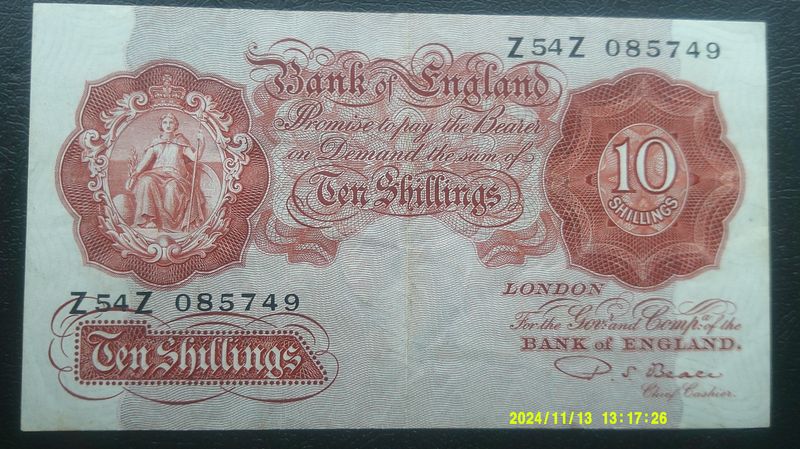 Z54Z 085749
Bank of England
Promise to pay the Bearer
on Demand the sum of
Ten Shillings
10
SHILLINGS
LONDON
For the Gov.r and Comp.a of the
BANK of ENGLAND.
P. S. Beale
Chief Cashier.
Z54Z 085749
Ten Shillings
2024/11/13 13:17:26